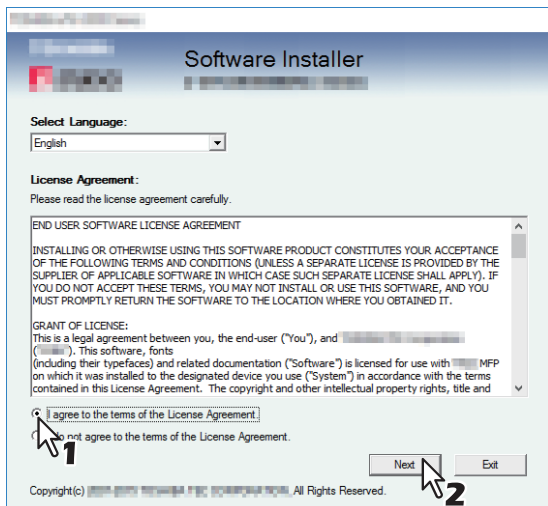 Software Installer
Select Language:
English
License Agreement:
Please read the license agreement carefully.
END USER SOFTWARE LICENSE AGREEMENT
INSTALLING OR OTHERWISE USING THIS SOFTWARE PRODUCT CONSTITUTES YOUR ACCEPTANCE
OF THE FOLLOWING TERMS AND CONDITIONS (UNLESS A SEPARATE LICENSE IS PROVIDED BY THE
SUPPLIER OF APPLICABLE SOFTWARE IN WHICH CASE SUCH SEPARATE LICENSE SHALL APPLY). IF
YOU DO NOT ACCEPT THESE TERMS, YOU MAY NOT INSTALL OR USE THIS SOFTWARE, AND YOU
MUST PROMPTLY RETURN THE SOFTWARE TO THE LOCATION WHERE YOU OBTAINED IT.
GRANT OF LICENSE:
This is a legal agreement between you, the end-user ("You"), and
(" "). This software, fonts
(including their typefaces) and related documentation ("Software") is licensed for use with MFP
on which it was installed to the designated device you use ("System") in accordance with the terms
contained in this License Agreement. The copyright and other intellectual property rights, title and
I agree to the terms of the License Agreement.
not agree to the terms of the License Agreement.
1
Next
Exit
2
Copyright(c) All Rights Reserved.